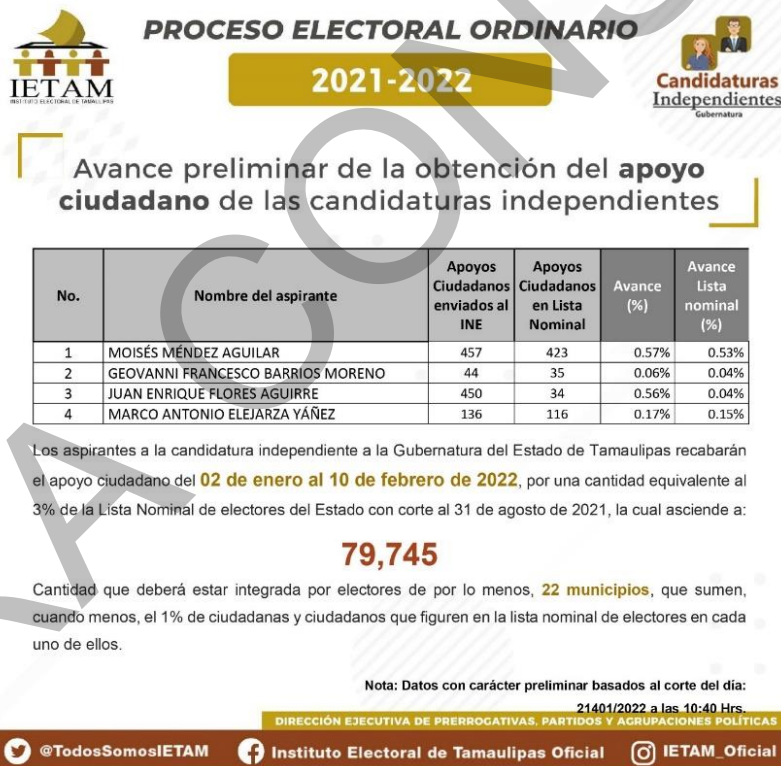 PROCESO ELECTORAL ORDINARIO
2021-2022
IETAM
INSTITUTO ELECTORAL DE TAMAULIPAS
Candidaturas
Independientes
Gubernatura
Avance preliminar de la obtención del apoyo
ciudadano de las candidaturas independientes
No. Nombre del aspirante Apoyos Ciudadanos enviados al INE Apoyos Ciudadanos en Lista Nominal Avance (%) Avance Lista nominal (%)
1 MOISÉS MÉNDEZ AGUILAR 457 423 0.57% 0.53%
2 GEOVANNI FRANCESCO BARRIOS MORENO 44 35 0.06% 0.04%
3 JUAN ENRIQUE FLORES AGUIRRE 450 34 0.56% 0.04%
4 MARCO ANTONIO ELEJARZA YÁÑEZ 136 116 0.17% 0.15%
Los aspirantes a la candidatura independiente a la Gubernatura del Estado de Tamaulipas recabarán
el apoyo ciudadano del 02 de enero al 10 de febrero de 2022, por una cantidad equivalente al
3% de la Lista Nominal de electores del Estado con corte al 31 de agosto de 2021, la cual asciende a:
79,745
Cantidad que deberá estar integrada por electores de por lo menos, 22 municipios, que sumen,
cuando menos, el 1% de ciudadanas y ciudadanos que figuren en la lista nominal de electores en cada
uno de ellos.
Nota: Datos con carácter preliminar basados al corte del día:
21401/2022 a las 10:40 Hrs.
DIRECCIÓN EJECUTIVA DE PRERROGATIVAS, PARTIDOS Y AGRUPACIONES POLÍTICAS
@TodosSomosIETAM Instituto Electoral de Tamaulipas Oficial IETAM_Oficial